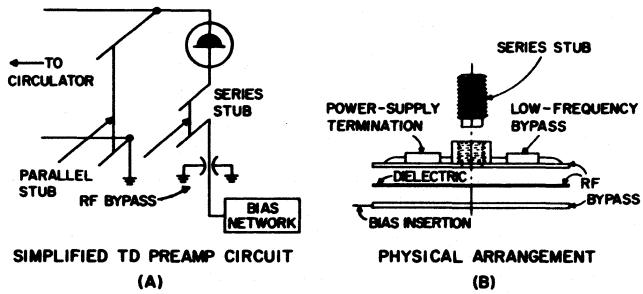 TO
CIRCULATOR
SERIES
STUB
PARALLEL
STUB
RF BYPASS
BIAS
NETWORK
SIMPLIFIED TD PREAMP CIRCUIT
(A)
SERIES STUB
POWER-SUPPLY
TERMINATION
LOW-FREQUENCY
BYPASS
DIELECTRIC
RF
BYPASS
BIAS INSERTION
PHYSICAL ARRANGEMENT
(B)